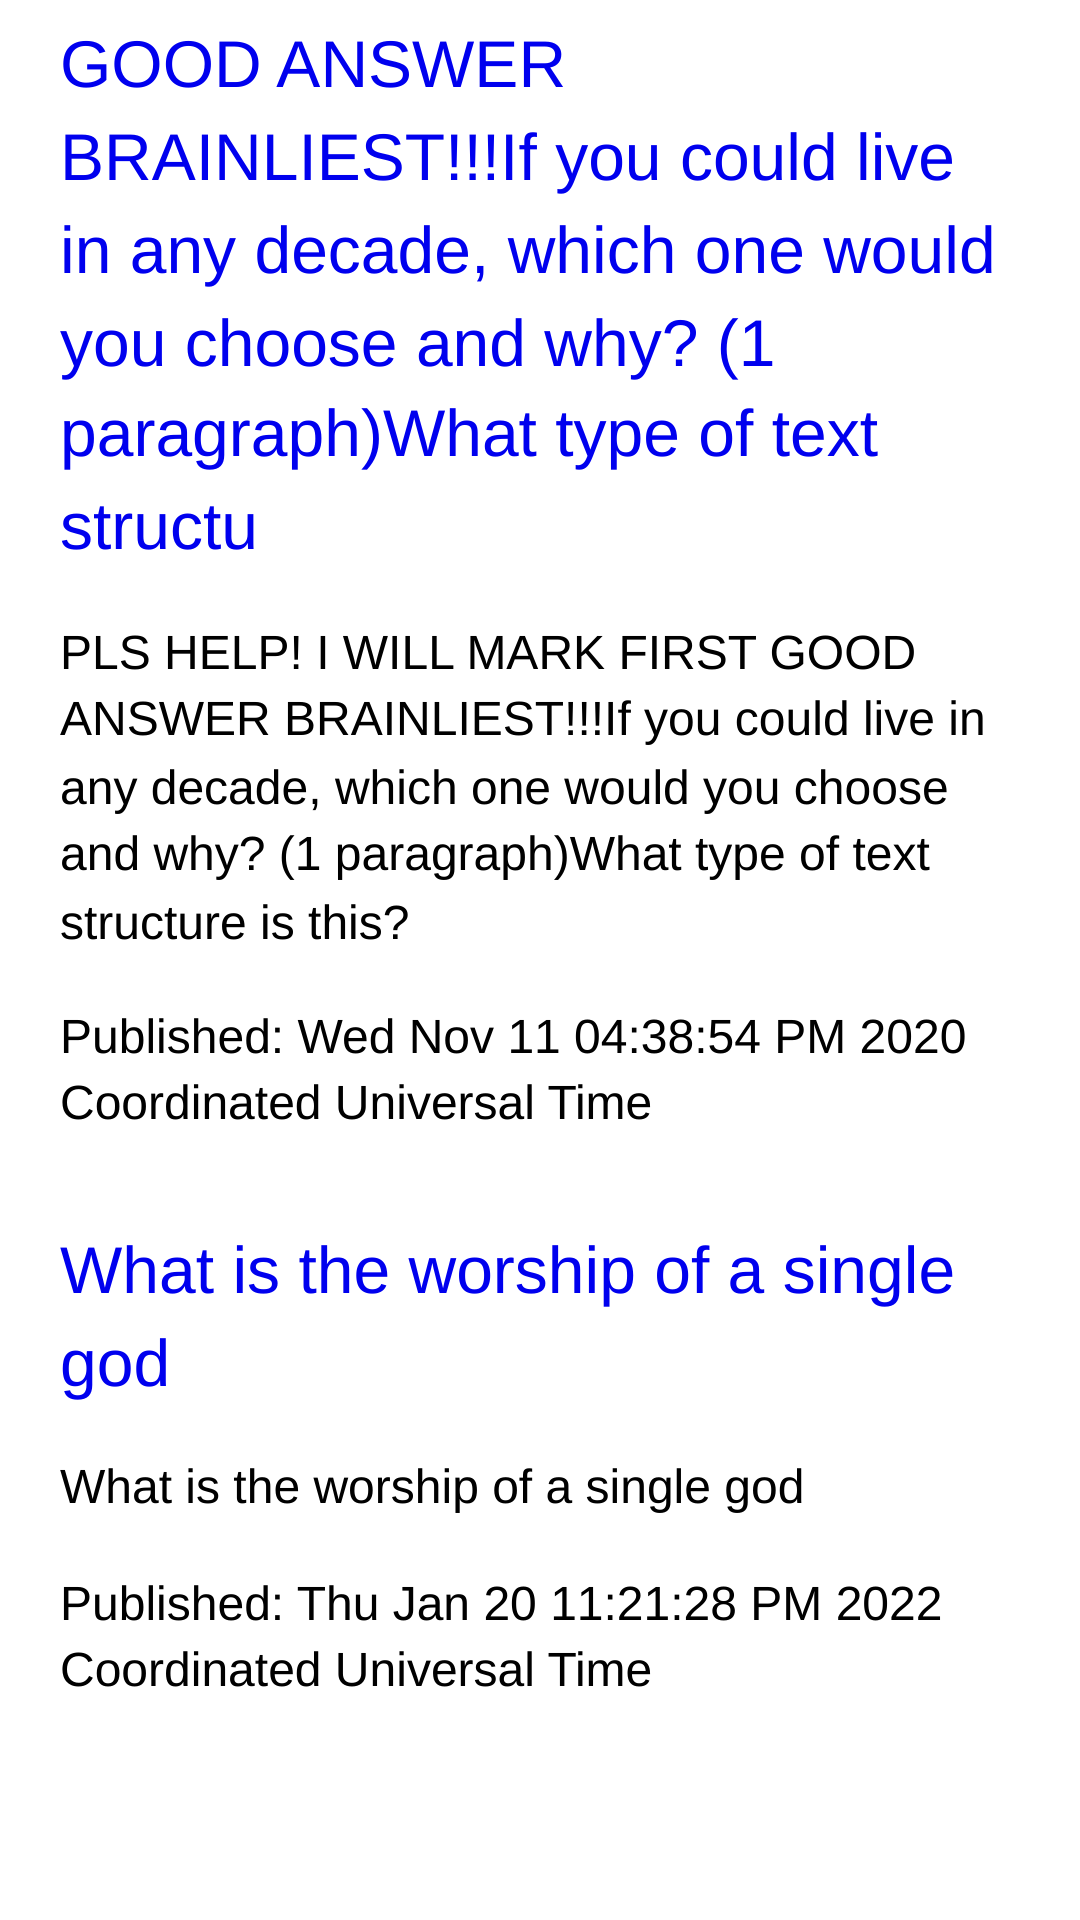 GOOD ANSWER
BRAINLIEST!!!If you could live
in any decade, which one would
you choose and why? (1
paragraph)What type of text
structu
PLS HELP! I WILL MARK FIRST GOOD
ANSWER BRAINLIEST!!!If you could live in
any decade, which one would you choose
and why? (1 paragraph)What type of text
structure is this?
Published: Wed Nov 11 04:38:54 PM 2020
Coordinated Universal Time
What is the worship of a single
god
What is the worship of a single god
Published: Thu Jan 20 11:21:28 PM 2022
Coordinated Universal Time